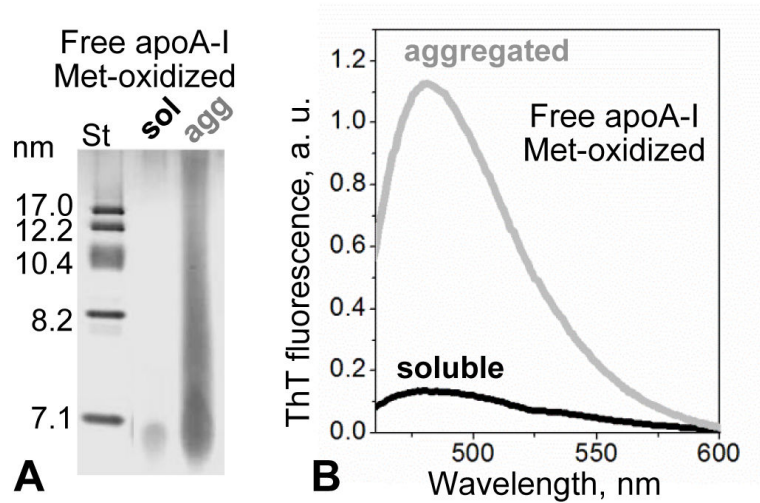 Free apoA-I
Met-oxidized
nm St sol agg
17.0
12.2
10.4
8.2
7.1
A
aggregated
Free apoA-I
Met-oxidized
soluble
ThT fluorescence, a. u.
1.2
1.0
0.8
0.6
0.4
0.2
0.0
500 550 600
B
Wavelength, nm